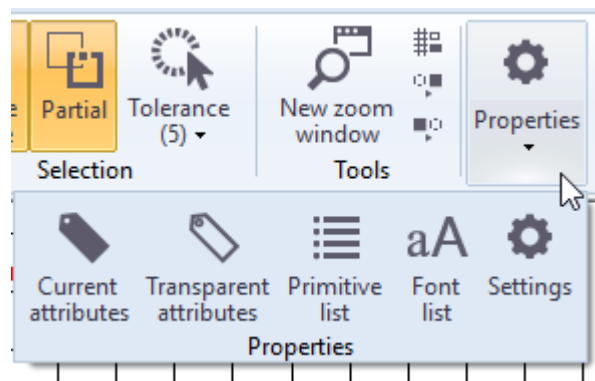 Partial
Tolerance
(5)
New zoom
window
Properties
Selection
Tools
Current
attributes
Transparent
attributes
Primitive
list
aA
Font
list
Settings
Properties